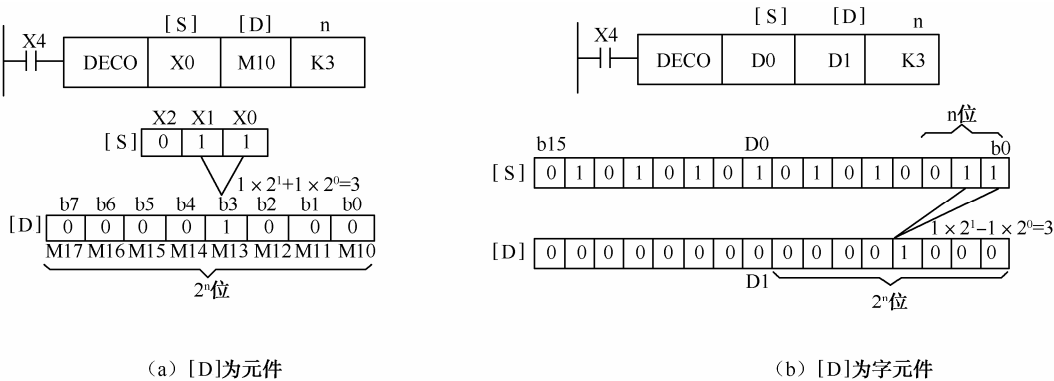 [S] [D] n
X4
DECO X0 M10 K3
X2 X1 X0
[S] 0 1 1
1×2¹+1×2⁰=3
b7 b6 b5 b4 b3 b2 b1 b0
[D] 0 0 0 0 1 0 0 0
M17 M16 M15 M14 M13 M12 M11 M10
2ⁿ位
(a) [D]为元件
[S] [D] n
X4
DECO D0 D1 K3
n位
b15 D0 b0
[S] 0 1 0 1 0 1 0 1 0 1 0 1 0 0 1 1
1×2¹−1×2⁰=3
[D] 0 0 0 0 0 0 0 0 0 0 0 0 1 0 0 0
D1
2ⁿ位
(b) [D]为字元件